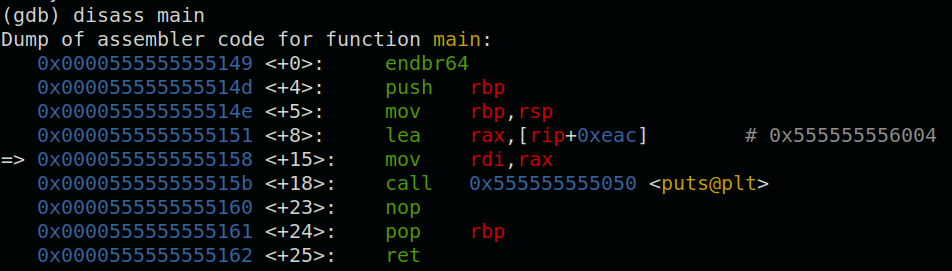 (gdb) disass main
Dump of assembler code for function main:
   0x0000555555555149 <+0>:     endbr64
   0x000055555555514d <+4>:     push   rbp
   0x000055555555514e <+5>:     mov    rbp,rsp
   0x0000555555555151 <+8>:     lea    rax,[rip+0xeac]        # 0x555555556004
=> 0x0000555555555158 <+15>:    mov    rdi,rax
   0x000055555555515b <+18>:    call   0x555555555050 <puts@plt>
   0x0000555555555160 <+23>:    nop
   0x0000555555555161 <+24>:    pop    rbp
   0x0000555555555162 <+25>:    ret